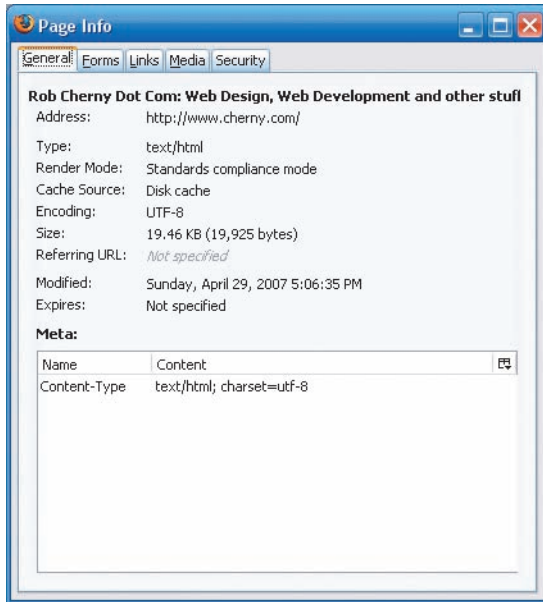 Page Info
General Forms Links Media Security
Rob Cherny Dot Com: Web Design, Web Development and other stufl
Address: http://www.cherny.com/
Type: text/html
Render Mode: Standards compliance mode
Cache Source: Disk cache
Encoding: UTF-8
Size: 19.46 KB (19,925 bytes)
Referring URL: Not specified
Modified: Sunday, April 29, 2007 5:06:35 PM
Expires: Not specified
Meta:
Name Content
Content-Type text/html; charset=utf-8